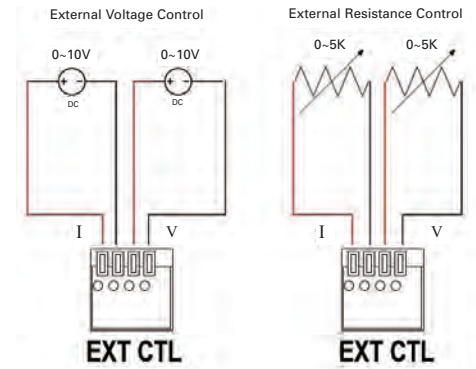 External Voltage Control
0~10V
0~10V
+ -
DC
+ -
DC
I
V
EXT CTL
External Resistance Control
0~5K
0~5K
I
V
EXT CTL